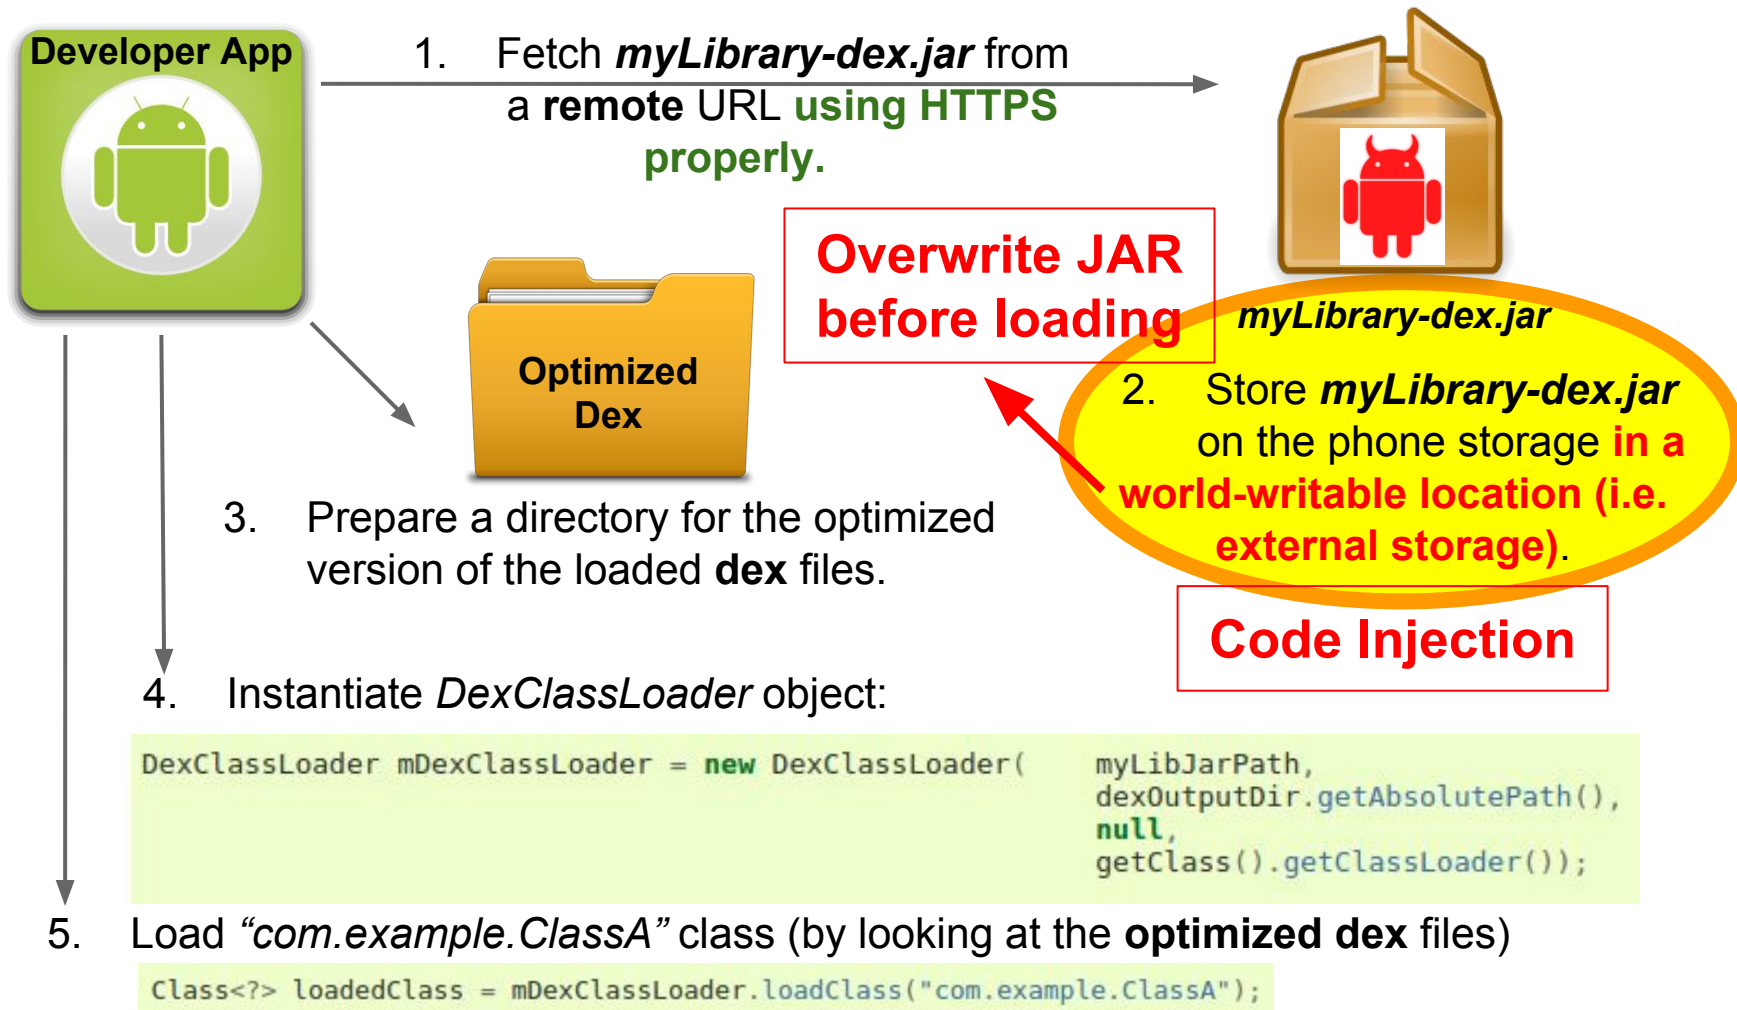 Developer App
1. Fetch myLibrary-dex.jar from
a remote URL using HTTPS
properly.
Overwrite JAR
before loading
myLibrary-dex.jar
2. Store myLibrary-dex.jar
on the phone storage in a
world-writable location (i.e.
external storage).
Code Injection
Optimized
Dex
3. Prepare a directory for the optimized
version of the loaded dex files.
4. Instantiate DexClassLoader object:
DexClassLoader mDexClassLoader = new DexClassLoader( myLibJarPath,
dexOutputDir.getAbsolutePath(),
null,
getClass().getClassLoader());
5. Load “com.example.ClassA” class (by looking at the optimized dex files)
Class<?> loadedClass = mDexClassLoader.loadClass("com.example.ClassA");